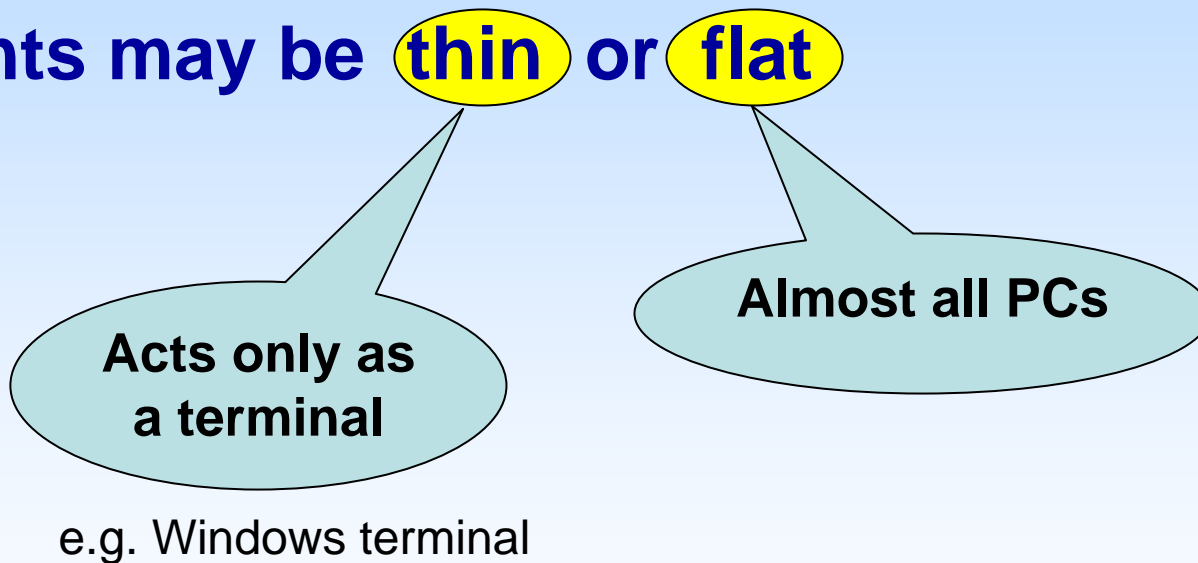 nts may be thin or flat
Almost all PCs
Acts only as
a terminal
e.g. Windows terminal